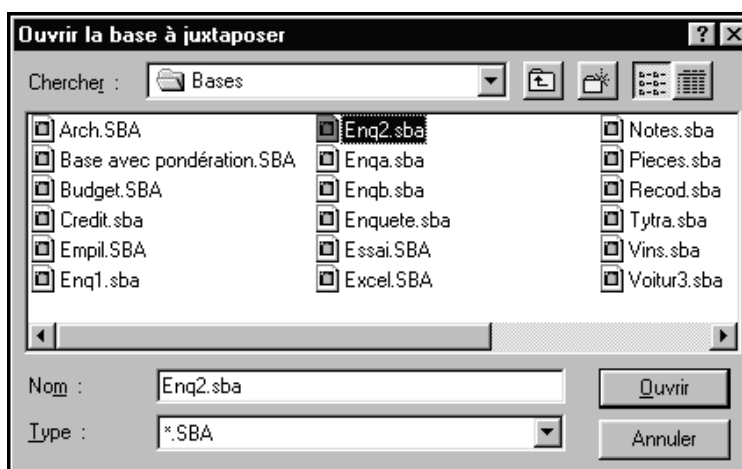 Ouvrir la base à juxtaposer
Chercher : Bases
Arch.SBA
Base avec pondération.SBA
Budget.SBA
Credit.sba
Empil.SBA
Enq1.sba
Enq2.sba
Enqa.sba
Enqb.sba
Enquete.sba
Essai.SBA
Excel.SBA
Notes.sba
Pieces.sba
Recod.sba
Tytra.sba
Vins.sba
Voitur3.sba
Nom : Enq2.sba
Ouvrir
Type : *.SBA
Annuler